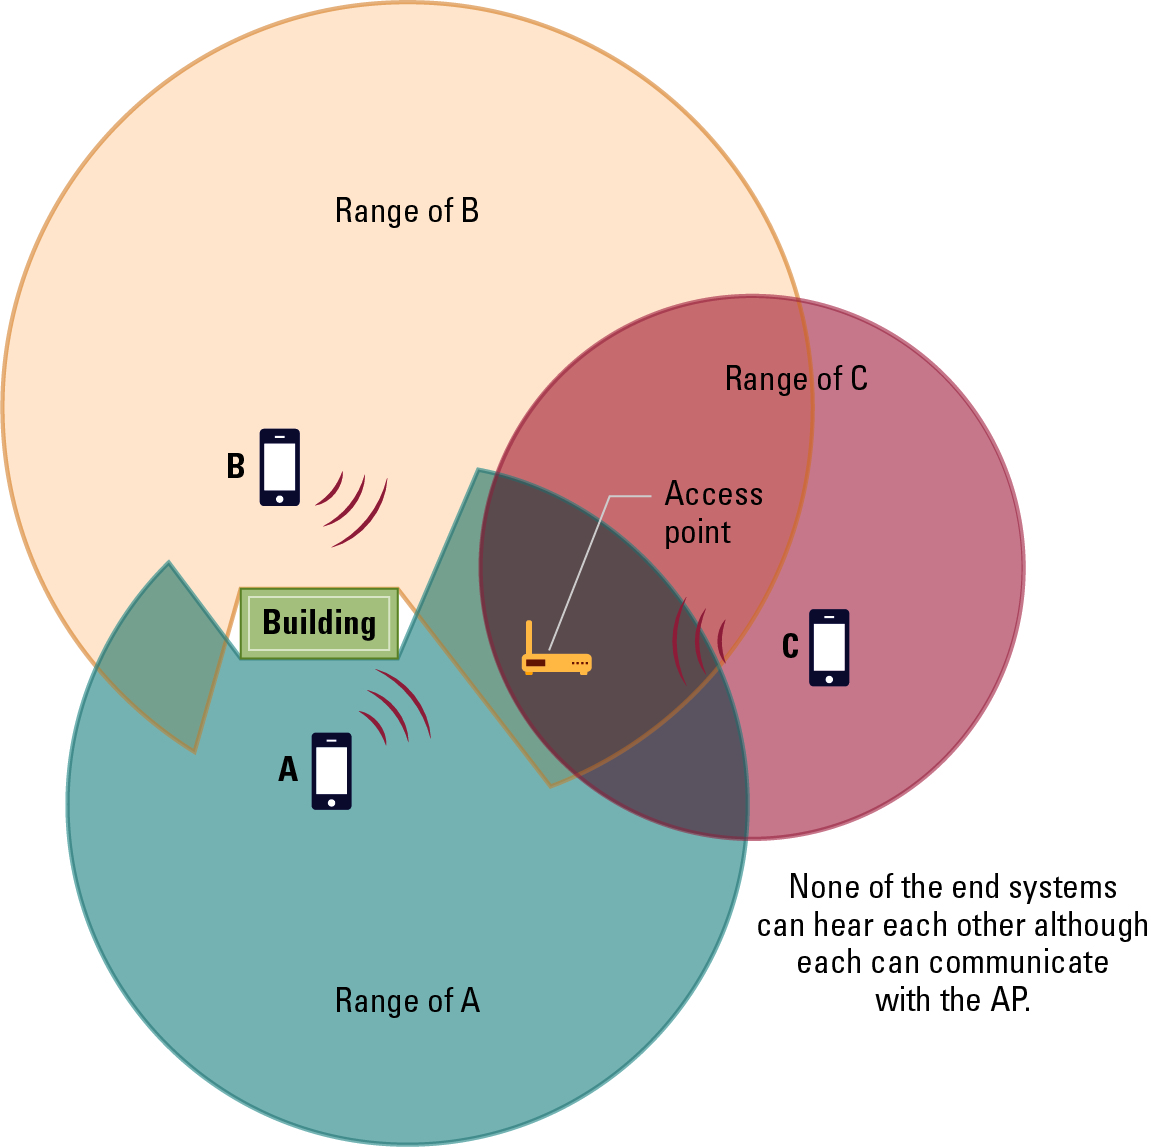 Range of B
Range of C
B
Access
point
Building
C
A
None of the end systems
can hear each other although
each can communicate
with the AP.
Range of A